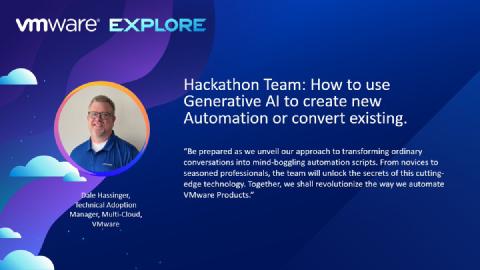 vmware® EXPLORE
Hackathon Team: How to use
Generative AI to create new
Automation or convert existing.
"Be prepared as we unveil our approach to transforming ordinary
conversations into mind-boggling automation scripts. From novices to
seasoned professionals, the team will unlock the secrets of this cutting-
edge technology. Together, we shall revolutionize the way we automate
VMware Products."
Dale Hassinger,
Technical Adoption
Manager, Multi-Cloud,
VMware